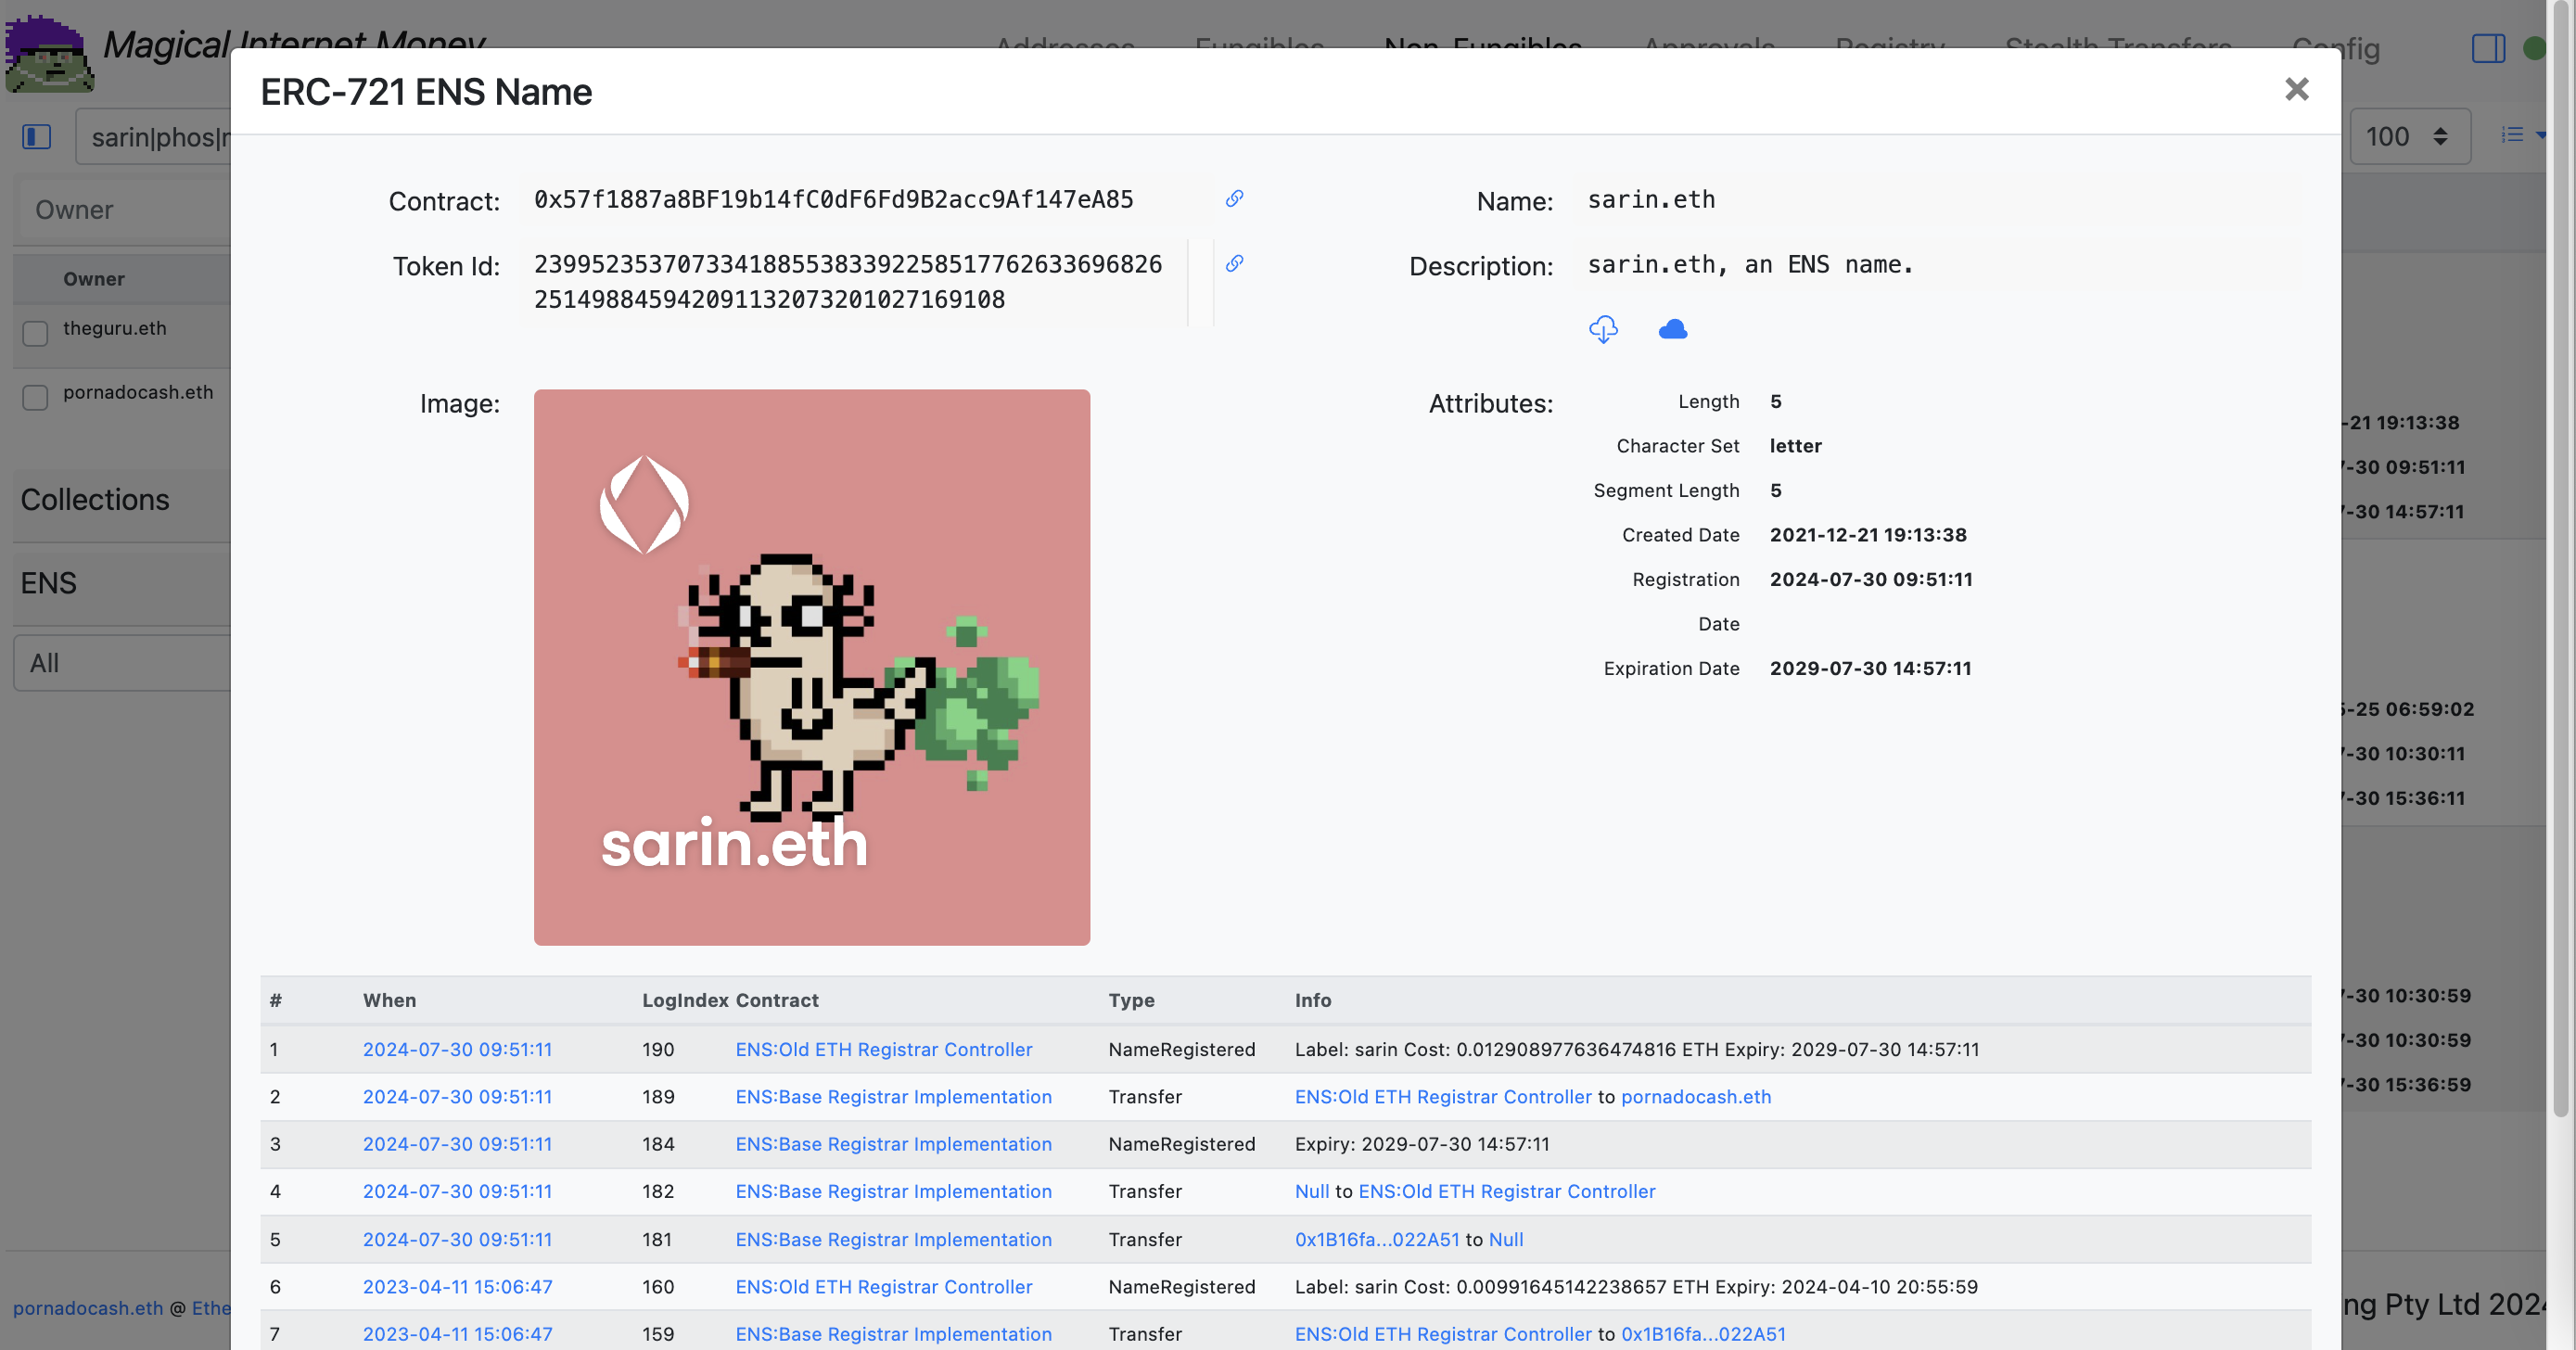 Magical Internet Money
Addresses Fungibles Non-Fungibles Approvals Registry Stealth Transfers Config
ERC-721 ENS Name
sarin|phos|
100
Contract: 0x57f1887a8BF19b14fC0dF6Fd9B2acc9Af147eA85
Name: sarin.eth
Owner
Token Id: 23995235370733418855383392258517762633696826
2514988459420911320732010271​69108
Description: sarin.eth, an ENS name.
Owner
theguru.eth
pornadocash.eth
Image:
sarin.eth
Attributes:
Length 5
Character Set letter
Segment Length 5
Created Date 2021-12-21 19:13:38
Registration 2024-07-30 09:51:11
Date
Expiration Date 2029-07-30 14:57:11
-21 19:13:38
-30 09:51:11
-30 14:57:11
Collections
ENS
All
-25 06:59:02
-30 10:30:11
-30 15:36:11
-30 10:30:59
-30 10:30:59
-30 15:36:59
# When LogIndex Contract Type Info
1 2024-07-30 09:51:11 190 ENS:Old ETH Registrar Controller NameRegistered Label: sarin Cost: 0.012908977636474816 ETH Expiry: 2029-07-30 14:57:11
2 2024-07-30 09:51:11 189 ENS:Base Registrar Implementation Transfer ENS:Old ETH Registrar Controller to pornadocash.eth
3 2024-07-30 09:51:11 184 ENS:Base Registrar Implementation NameRegistered Expiry: 2029-07-30 14:57:11
4 2024-07-30 09:51:11 182 ENS:Base Registrar Implementation Transfer Null to ENS:Old ETH Registrar Controller
5 2024-07-30 09:51:11 181 ENS:Base Registrar Implementation Transfer 0x1B16fa...022A51 to Null
6 2023-04-11 15:06:47 160 ENS:Old ETH Registrar Controller NameRegistered Label: sarin Cost: 0.00991645142238657 ETH Expiry: 2024-04-10 20:55:59
7 2023-04-11 15:06:47 159 ENS:Base Registrar Implementation Transfer ENS:Old ETH Registrar Controller to 0x1B16fa...022A51
pornadocash.eth @ Ethe
ng Pty Ltd 202